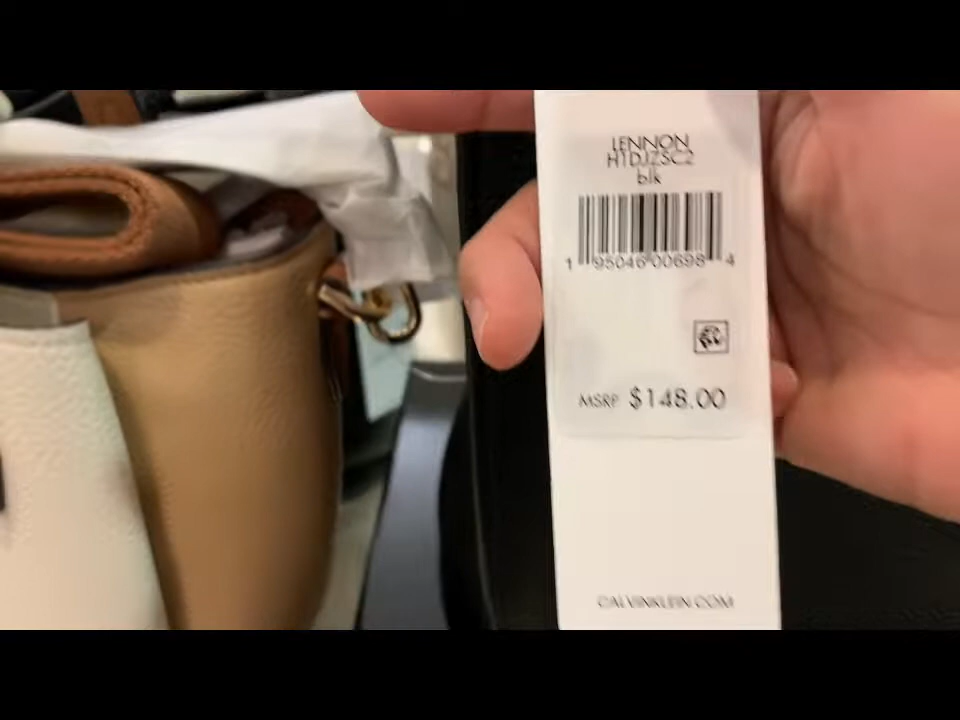 LENNON
H1DJZSC2
blk
1 95046 00698 4
MSRP $148.00
CALVINKLEIN.COM